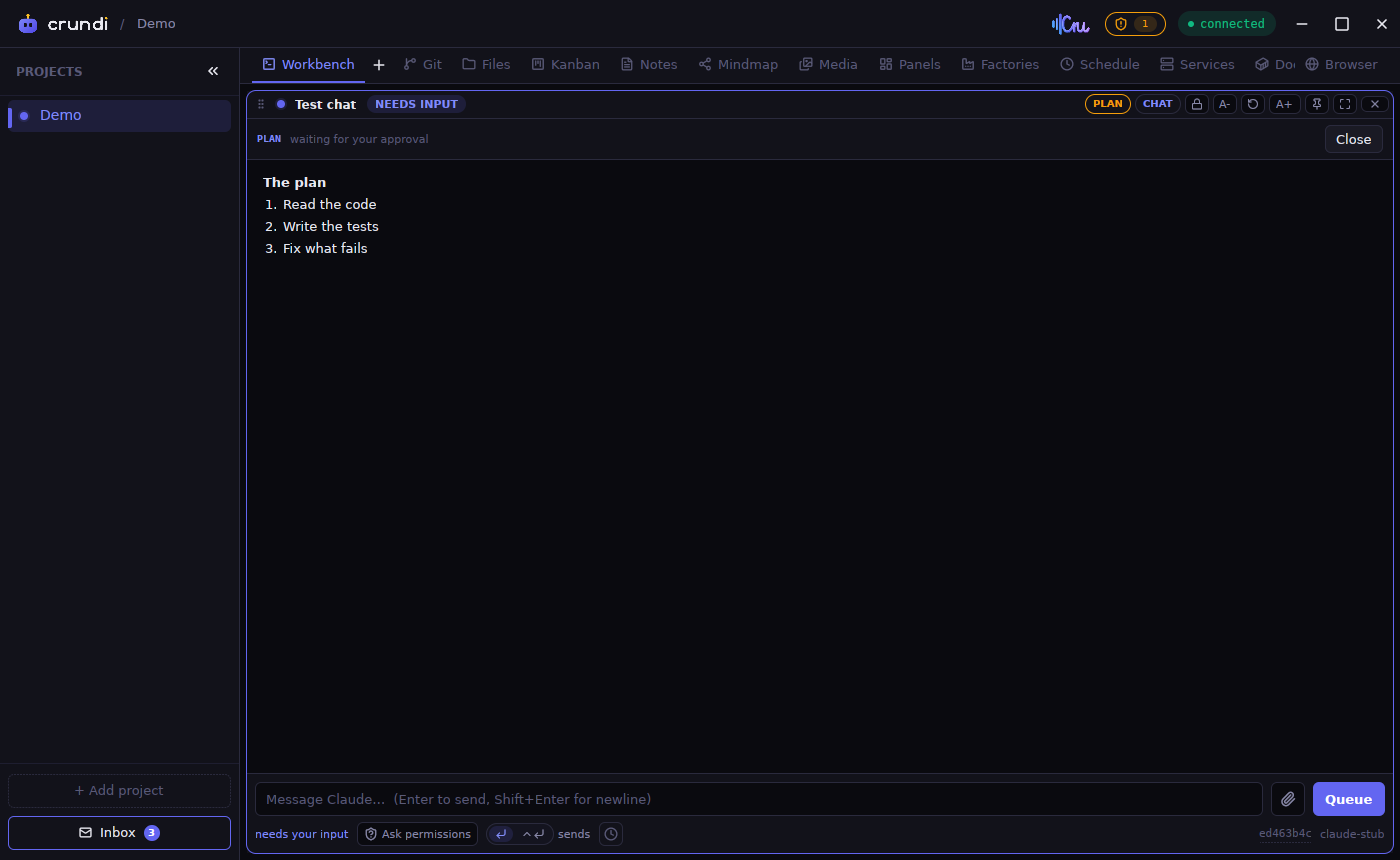 crundi / Demo
Cru
1
connected
PROJECTS
Workbench
Git
Files
Kanban
Notes
Mindmap
Media
Panels
Factories
Schedule
Services
Do
Browser
Demo
Test chat NEEDS INPUT
PLAN CHAT A- A+
PLAN waiting for your approval
Close
The plan
1. Read the code
2. Write the tests
3. Fix what fails
+ Add project
Inbox 3
Message Claude... (Enter to send, Shift+Enter for newline)
Queue
needs your input
Ask permissions
sends
ed463b4c claude-stub